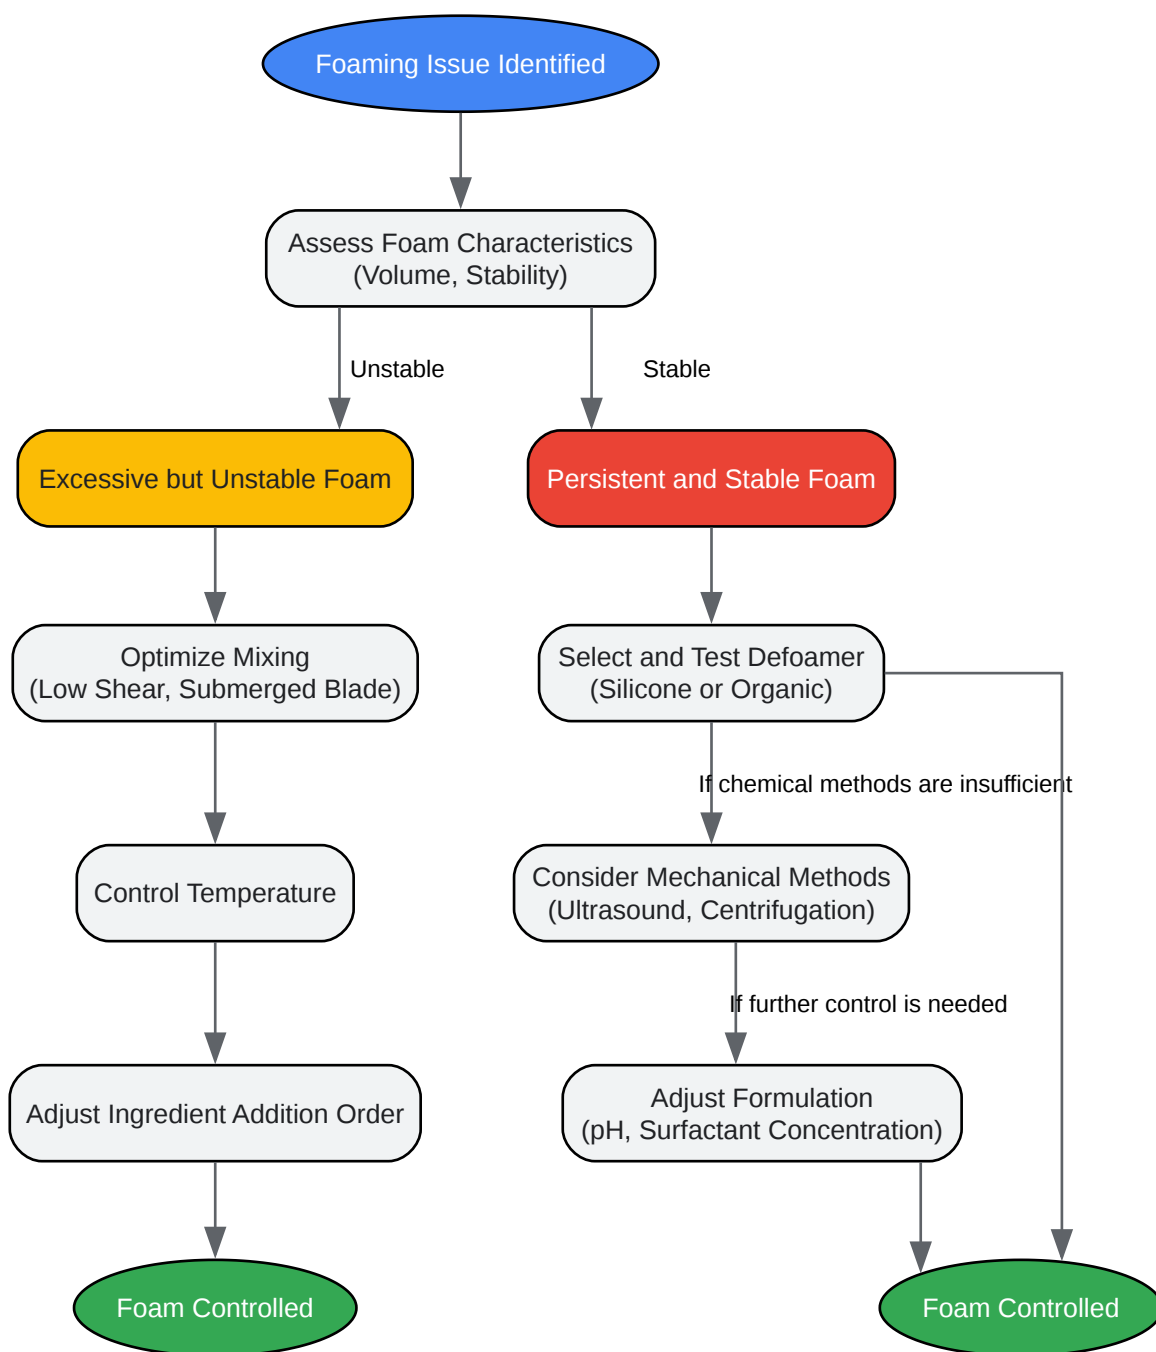 Foaming Issue Identified
Assess Foam Characteristics
(Volume, Stability)
Unstable
Stable
Excessive but Unstable Foam
Persistent and Stable Foam
Optimize Mixing
(Low Shear, Submerged Blade)
Select and Test Defoamer
(Silicone or Organic)
If chemical methods are insufficient
Control Temperature
Consider Mechanical Methods
(Ultrasound, Centrifugation)
If further control is needed
Adjust Ingredient Addition Order
Adjust Formulation
(pH, Surfactant Concentration)
Foam Controlled
Foam Controlled